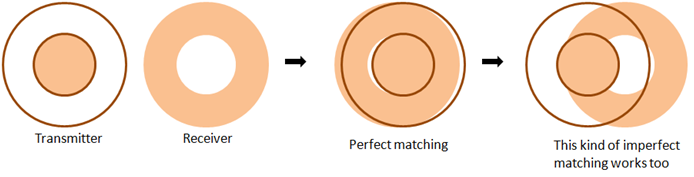 Transmitter
Receiver
Perfect matching
This kind of imperfect
matching works too